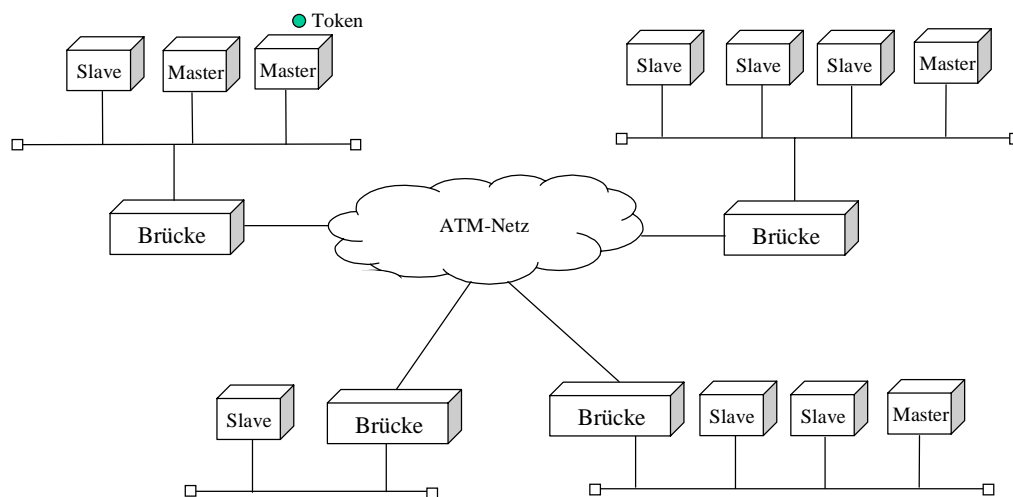 Token
Slave Master Master
Slave Slave Slave Master
Brücke
ATM-Netz
Brücke
Slave
Brücke
Brücke
Slave Slave Master